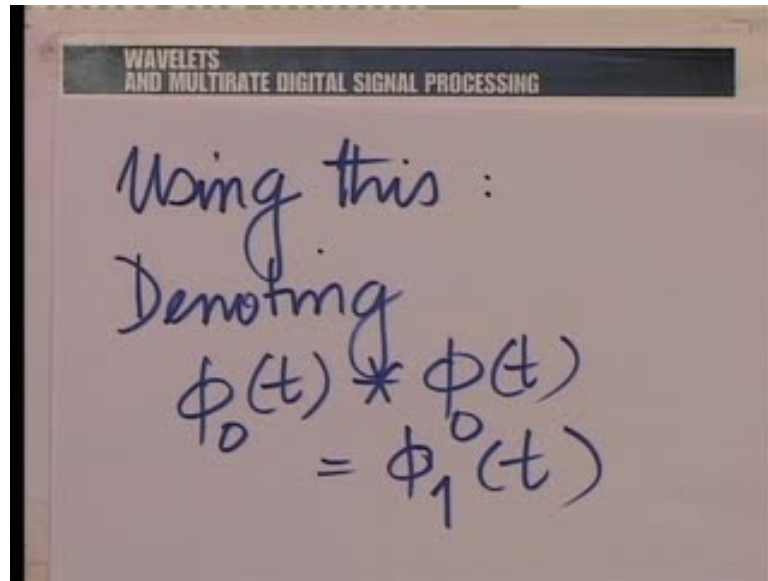 WAVELETS
AND MULTIRATE DIGITAL SIGNAL PROCESSING
Using this :
Denoting
ϕ₀(t) * ϕ₀(t)
= ϕ₁(t)